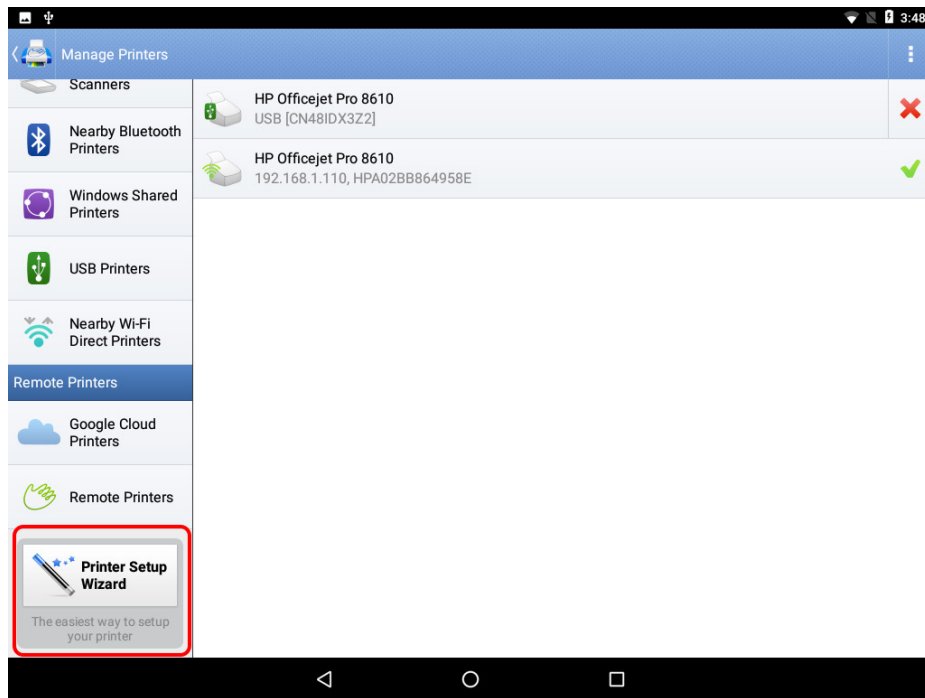 3:48
Manage Printers
Scanners
Nearby Bluetooth
Printers
Windows Shared
Printers
USB Printers
Nearby Wi-Fi
Direct Printers
Remote Printers
Google Cloud
Printers
Remote Printers
Printer Setup
Wizard
The easiest way to setup
your printer
HP Officejet Pro 8610
USB [CN48IDX3Z2]
HP Officejet Pro 8610
192.168.1.110, HPA02BB864958E